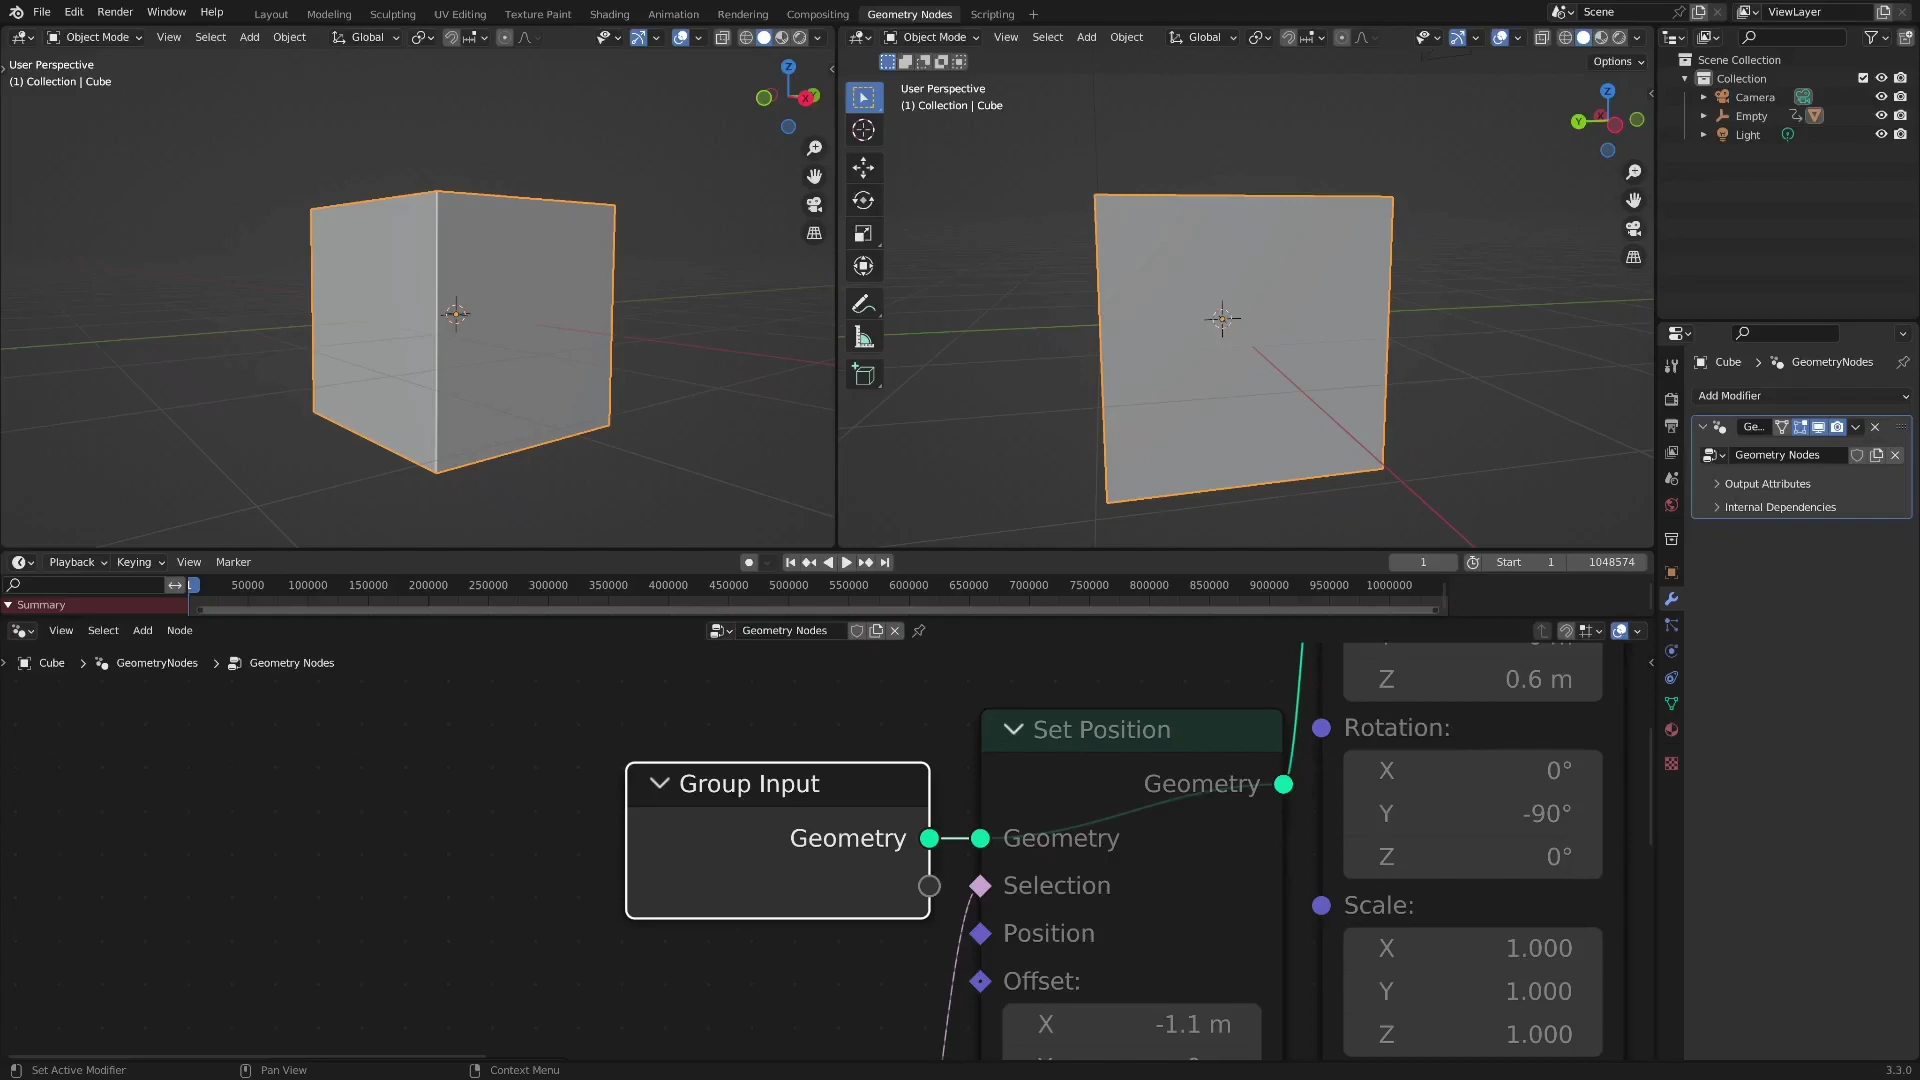 File Edit Render Window Help
Layout Modeling Sculpting UV Editing Texture Paint Shading Animation Rendering Compositing Geometry Nodes Scripting +
Scene
ViewLayer
Object Mode View Select Add Object Global
Object Mode View Select Add Object Global
Options
User Perspective
(1) Collection | Cube
Z
X
User Perspective
(1) Collection | Cube
Z
Y
X
Scene Collection
Collection
Camera
Empty
Light
Cube > GeometryNodes
Add Modifier
Ge...
Geometry Nodes
Output Attributes
Internal Dependencies
Playback Keying View Marker
1 Start 1 1048574
1 50000 100000 150000 200000 250000 300000 350000 400000 450000 500000 550000 600000 650000 700000 750000 800000 850000 900000 950000 1000000
Summary
View Select Add Node
Geometry Nodes
Cube > GeometryNodes > Geometry Nodes
Group Input
Geometry
Set Position
Geometry
Geometry
Selection
Position
Offset:
X -1.1 m
Z 0.6 m
Rotation:
X 0°
Y -90°
Z 0°
Scale:
X 1.000
Y 1.000
Z 1.000
Set Active Modifier
Pan View
Context Menu
3.3.0